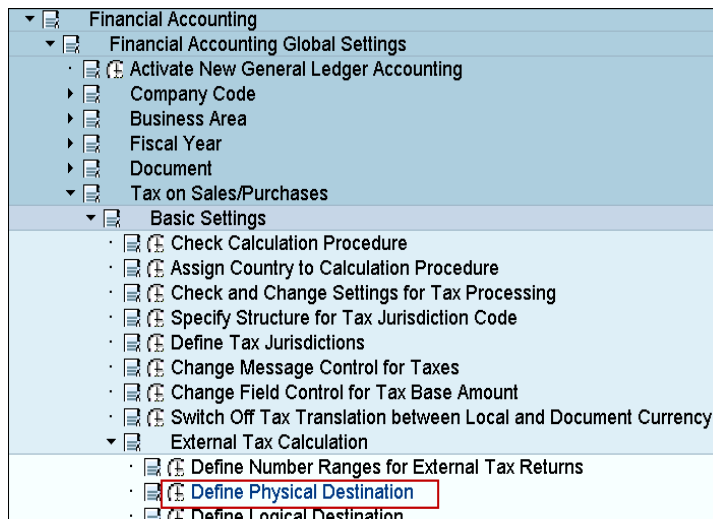 Financial Accounting
Financial Accounting Global Settings
Activate New General Ledger Accounting
Company Code
Business Area
Fiscal Year
Document
Tax on Sales/Purchases
Basic Settings
Check Calculation Procedure
Assign Country to Calculation Procedure
Check and Change Settings for Tax Processing
Specify Structure for Tax Jurisdiction Code
Define Tax Jurisdictions
Change Message Control for Taxes
Change Field Control for Tax Base Amount
Switch Off Tax Translation between Local and Document Currency
External Tax Calculation
Define Number Ranges for External Tax Returns
Define Physical Destination
Define Logical Destination